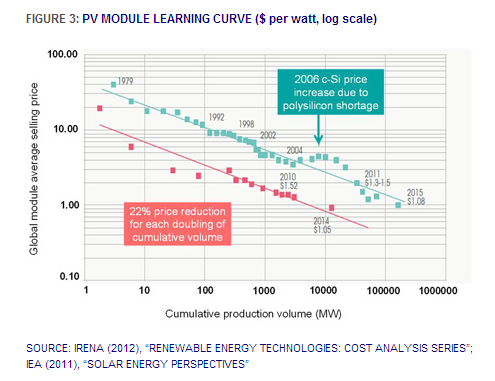 FIGURE 3: PV MODULE LEARNING CURVE ($ per watt, log scale)
Global module average selling price
100.00
10.00
1.00
0.10
1979
1992
1998
2002
2004
2006 c-Si price
increase due to
polysilicon shortage
2010
$1.52
2011
$1.3-1.5
2015
$1.08
2014
$1.05
22% price reduction
for each doubling of
cumulative volume
1 10 100 1000 10000 100000 1000000
Cumulative production volume (MW)
SOURCE: IRENA (2012), “RENEWABLE ENERGY TECHNOLOGIES: COST ANALYSIS SERIES”;
IEA (2011), “SOLAR ENERGY PERSPECTIVES”